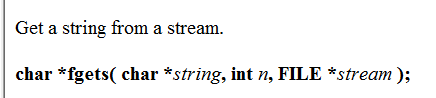 Get a string from a stream.
char *fgets( char *string, int n, FILE *stream );